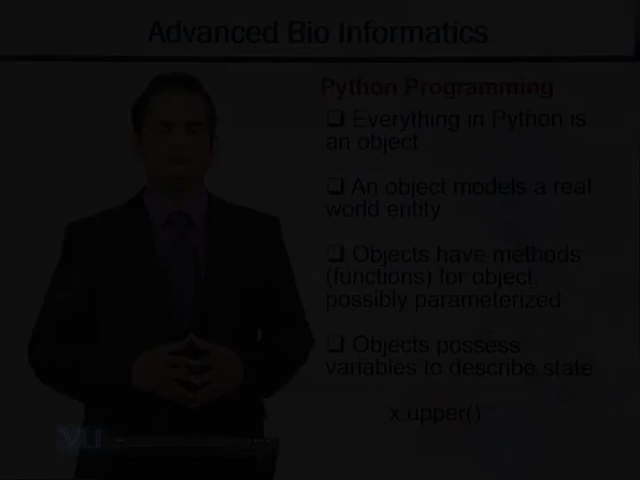 Advanced Bio Informatics
Python Programming
❑ Everything in Python is
an object
❑ An object models a real
world entity
❑ Objects have methods
(functions) for object,
possibly parameterized
❑ Objects possess
variables to describe state
x.upper()
VU